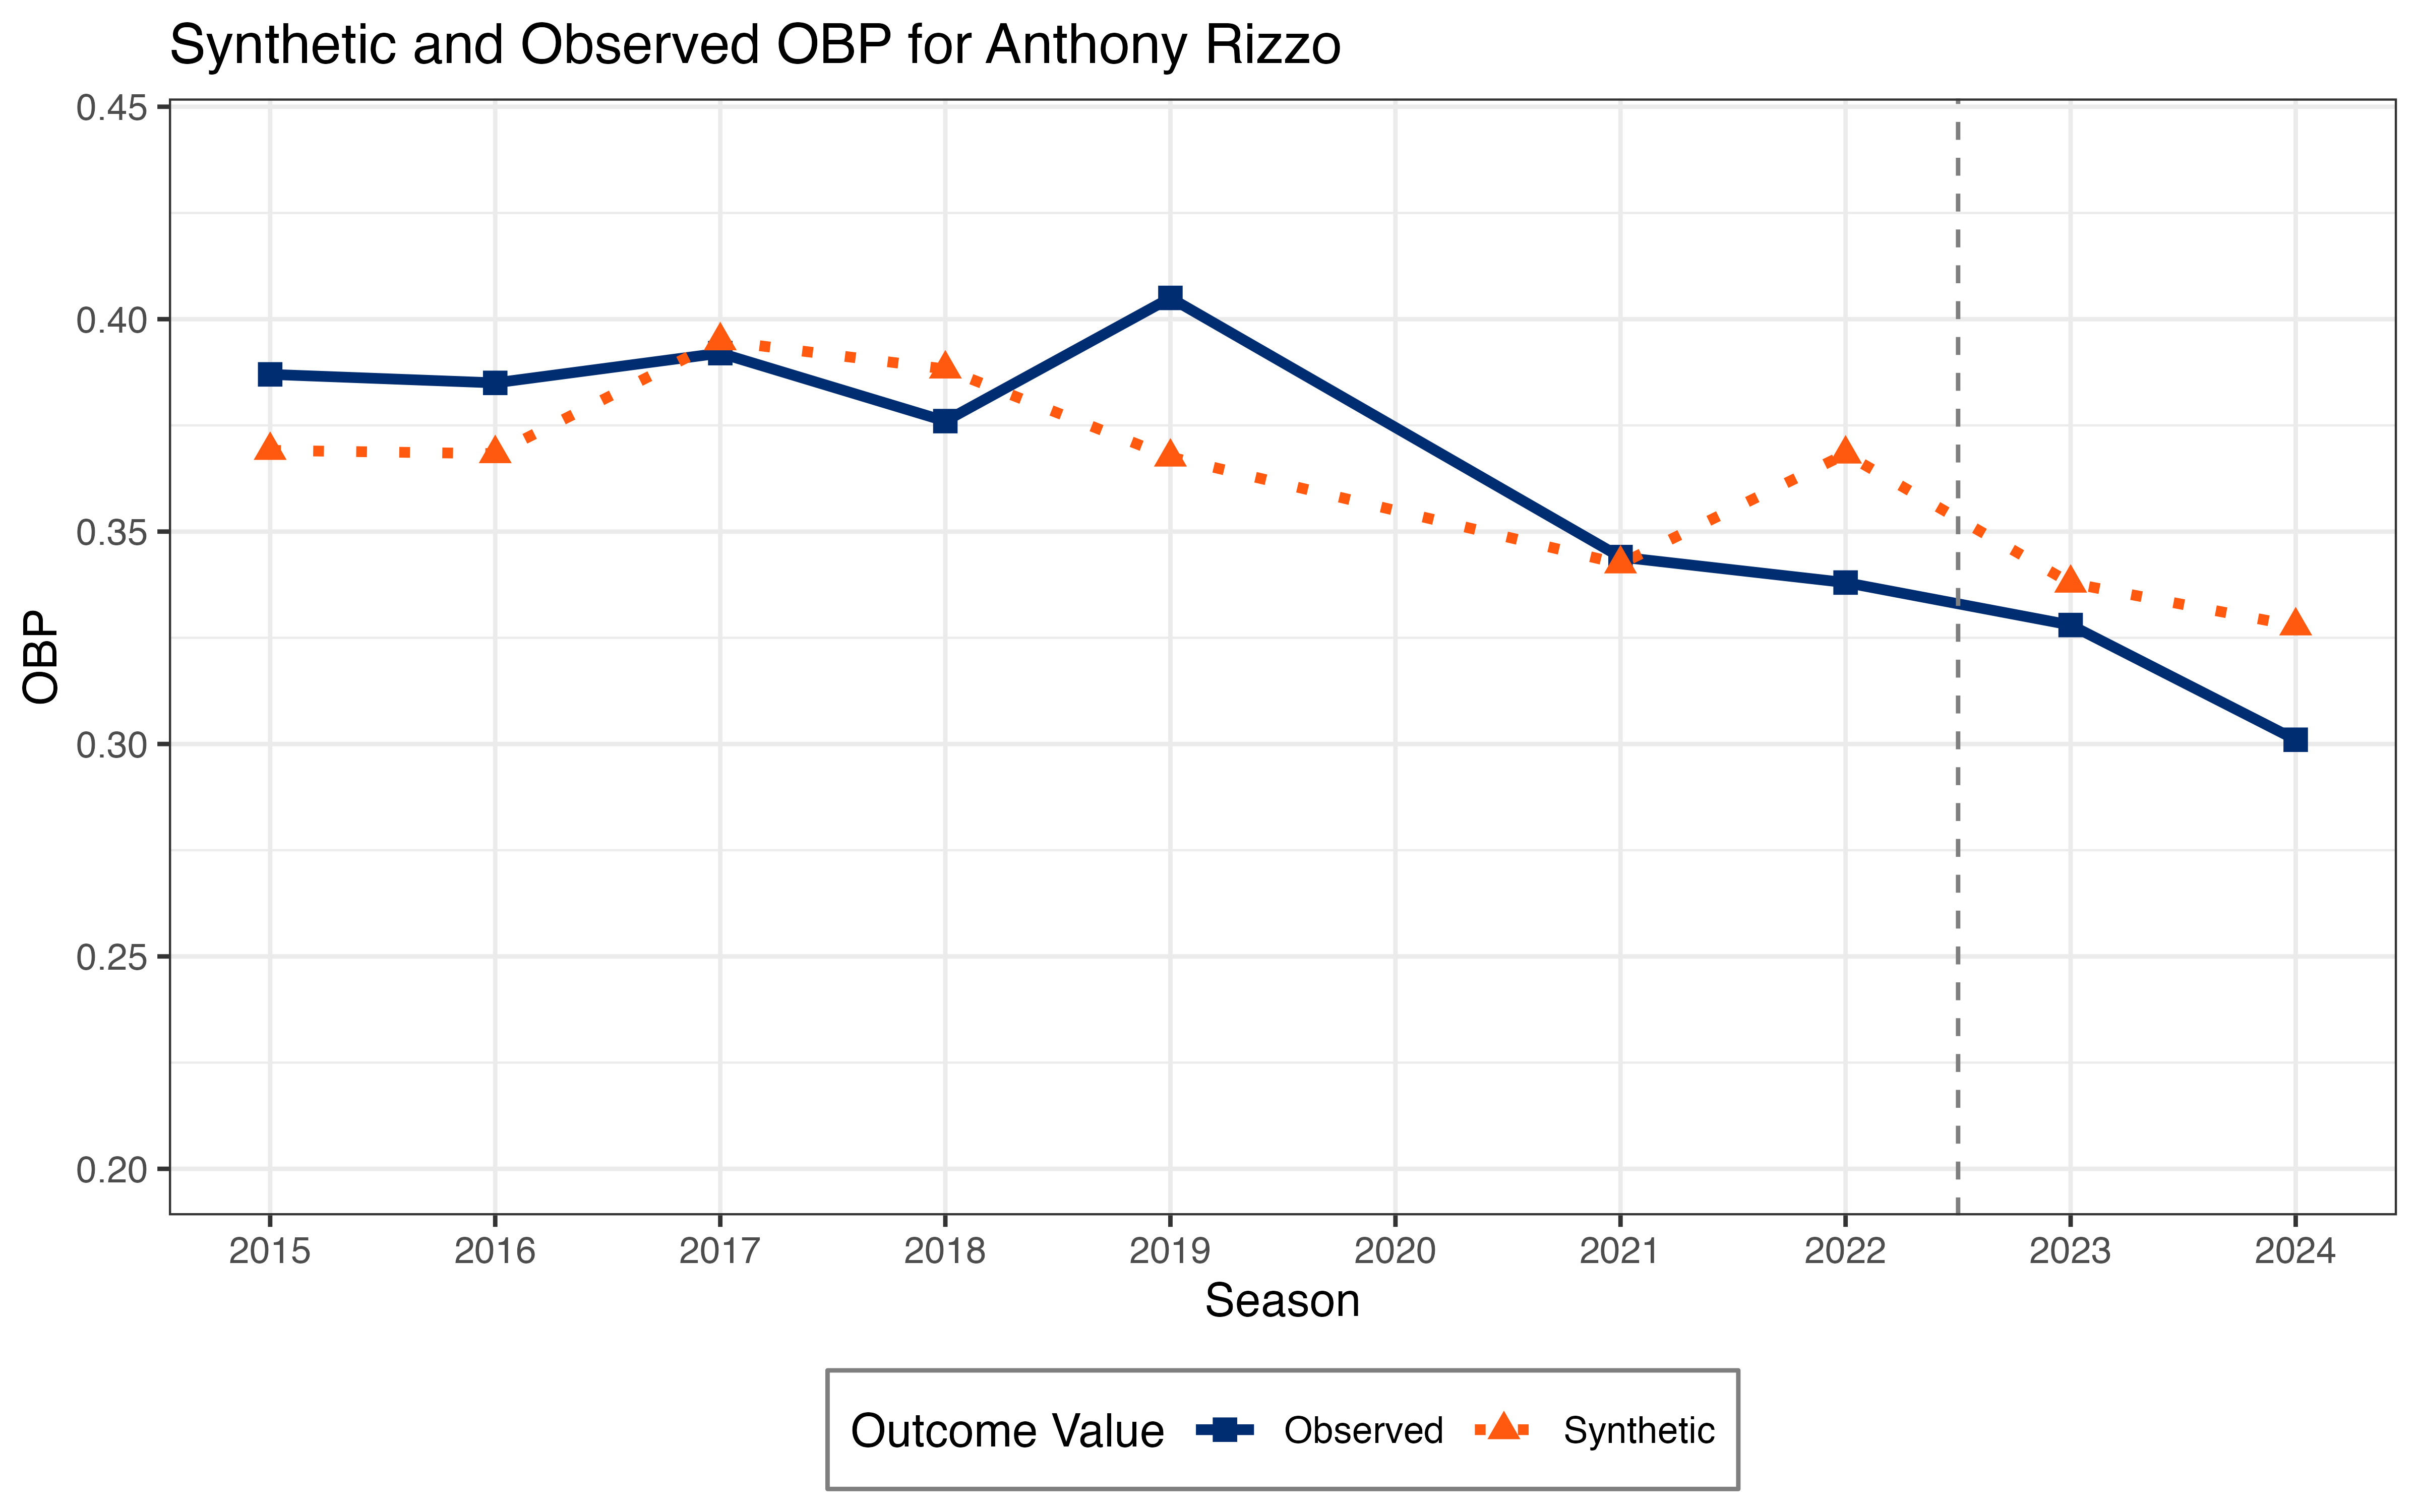 Synthetic and Observed OBP for Anthony Rizzo
0.45
0.40
0.35
0.30
0.25
0.20
OBP
2015 2016 2017 2018 2019 2020 2021 2022 2023 2024
Season
Outcome Value Observed Synthetic